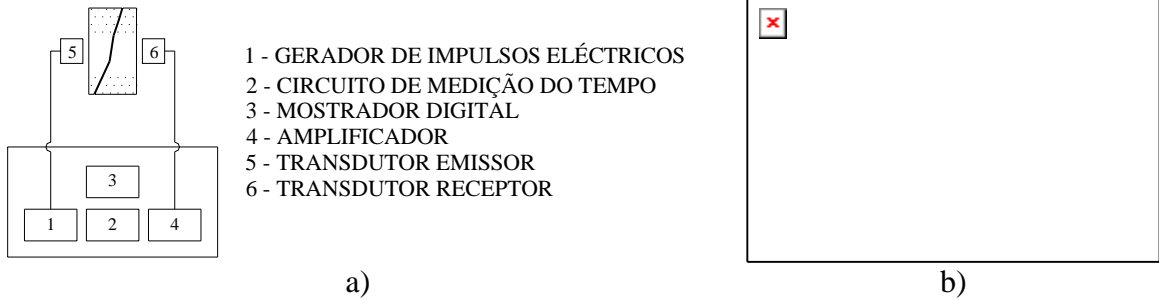 5
6
1 - GERADOR DE IMPULSOS ELÉCTRICOS
2 - CIRCUITO DE MEDIÇÃO DO TEMPO
3 - MOSTRADOR DIGITAL
4 - AMPLIFICADOR
5 - TRANSDUTOR EMISSOR
6 - TRANSDUTOR RECEPTOR
3
1
2
4
a)
b)